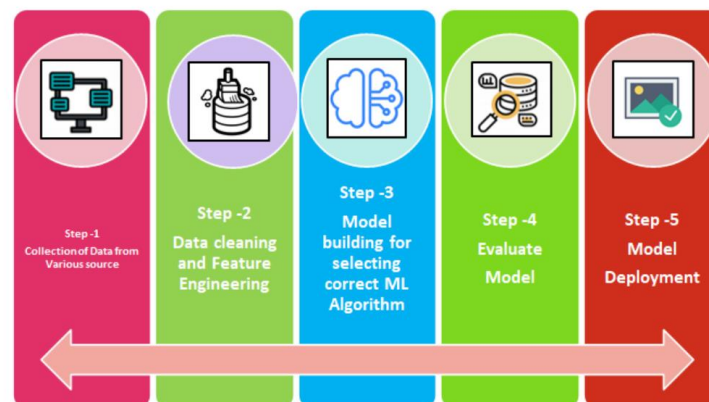 Step -1
Collection of Data from
Various source
Step -2
Data cleaning
and Feature
Engineering
Step -3
Model
building for
selecting
correct ML
Algorithm
Step -4
Evaluate
Model
Step -5
Model
Deployment